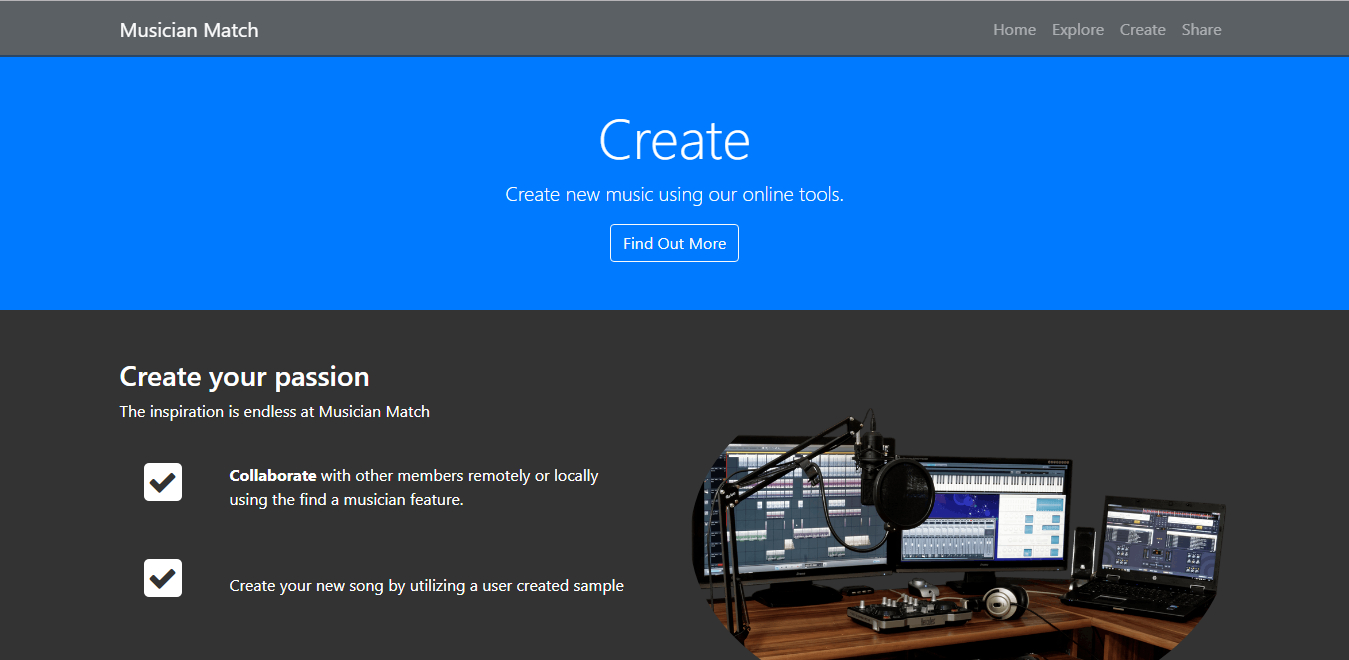 Musician Match
Home Explore Create Share
Create
Create new music using our online tools.
Find Out More
Create your passion
The inspiration is endless at Musician Match
Collaborate with other members remotely or locally
using the find a musician feature.
Create your new song by utilizing a user created sample